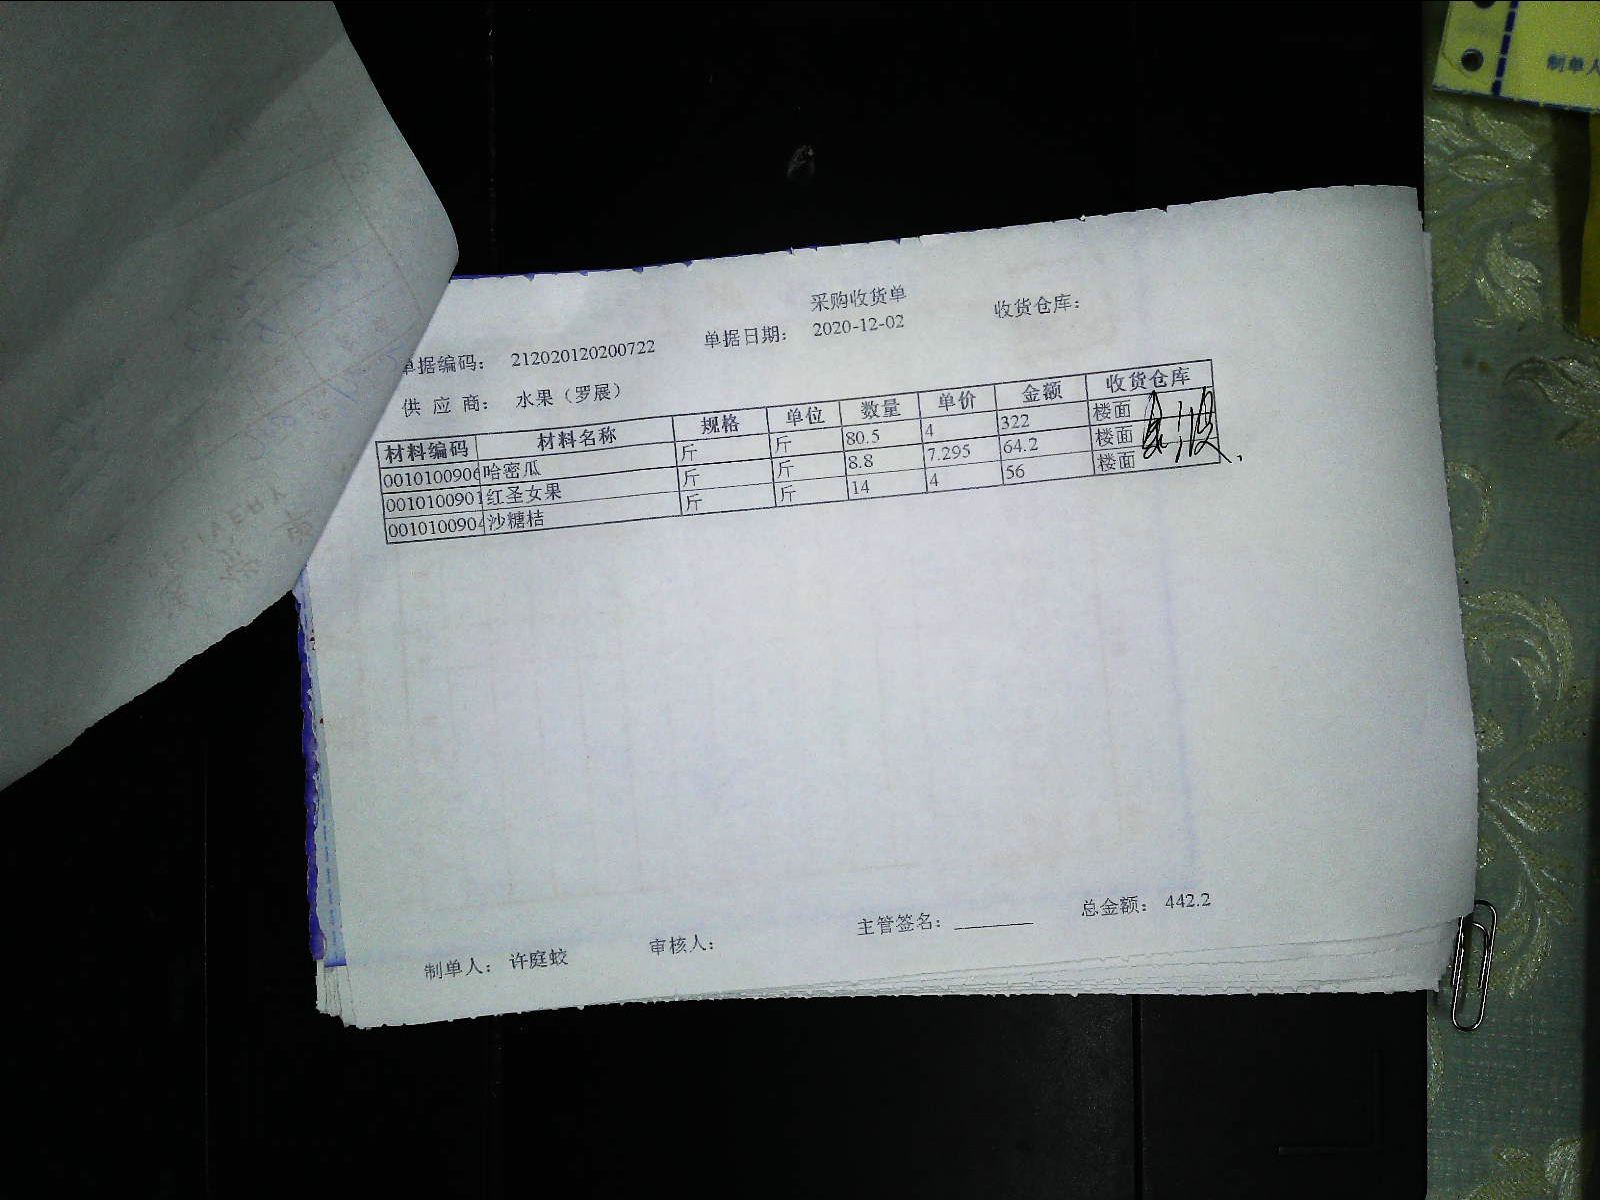 制单人
采购收货单
单据编码： 212020120200722 单据日期： 2020-12-02 收货仓库：
供 应 商： 水果（罗展）
材料编码 材料名称 规格 单位 数量 单价 金额 收货仓库
0010100906 哈密瓜 斤 斤 80.5 4 322 楼面
0010100901 红圣女果 斤 斤 8.8 7.295 64.2 楼面
0010100904 沙糖桔 斤 斤 14 4 56 楼面
制单人： 许庭蛟 审核人： 主管签名： 总金额： 442.2